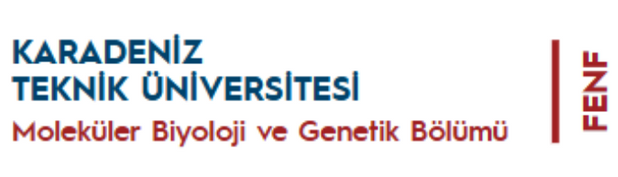 KARADENİZ
TEKNİK ÜNİVERSİTESİ
Moleküler Biyoloji ve Genetik Bölümü
FENF